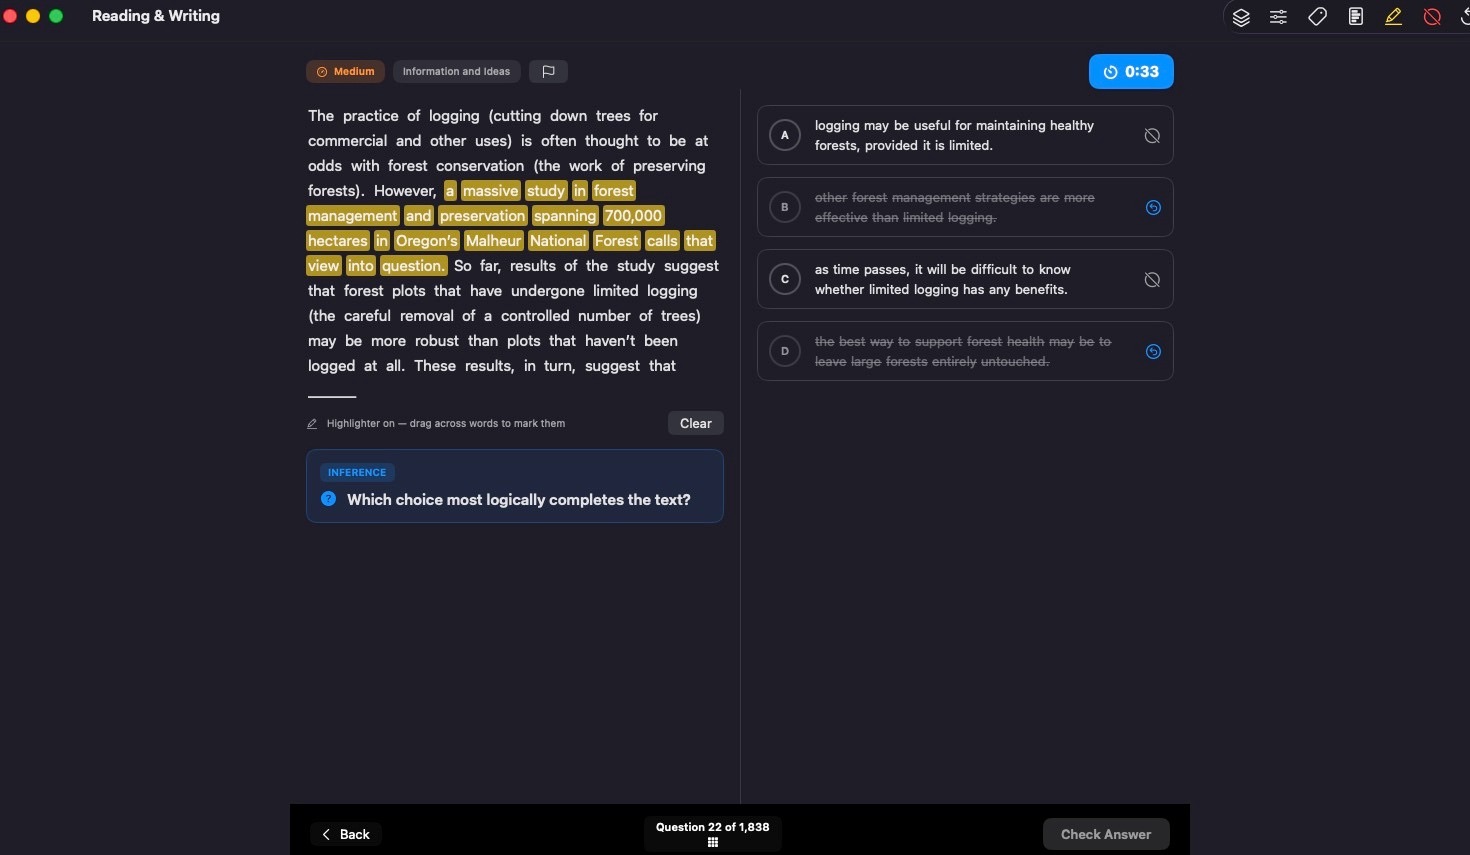 Reading & Writing
Medium
Information and Ideas
0:33
The practice of logging (cutting down trees for
commercial and other uses) is often thought to be at
odds with forest conservation (the work of preserving
forests). However, a massive study in forest
management and preservation spanning 700,000
hectares in Oregon's Malheur National Forest calls that
view into question. So far, results of the study suggest
that forest plots that have undergone limited logging
(the careful removal of a controlled number of trees)
may be more robust than plots that haven't been
logged at all. These results, in turn, suggest that
______
Highlighter on — drag across words to mark them
Clear
INFERENCE
? Which choice most logically completes the text?
A
logging may be useful for maintaining healthy
forests, provided it is limited.
B
other forest management strategies are more
effective than limited logging.
C
as time passes, it will be difficult to know
whether limited logging has any benefits.
D
the best way to support forest health may be to
leave large forests entirely untouched.
Back
Question 22 of 1,838
Check Answer